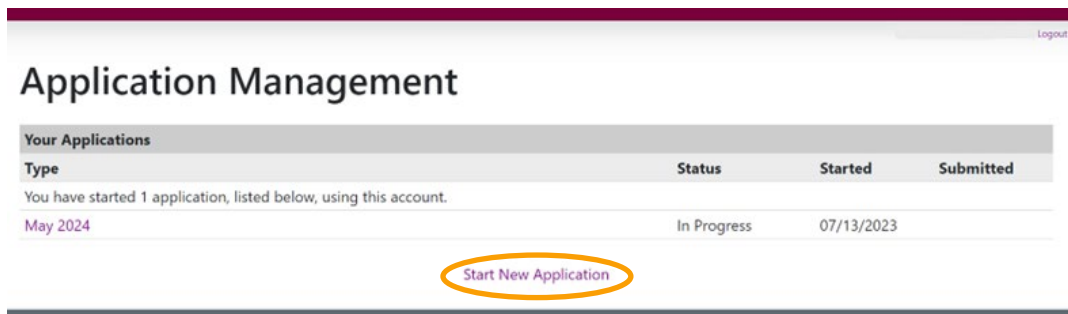 Logout
Application Management
Your Applications
Type Status Started Submitted
You have started 1 application, listed below, using this account.
May 2024 In Progress 07/13/2023
Start New Application